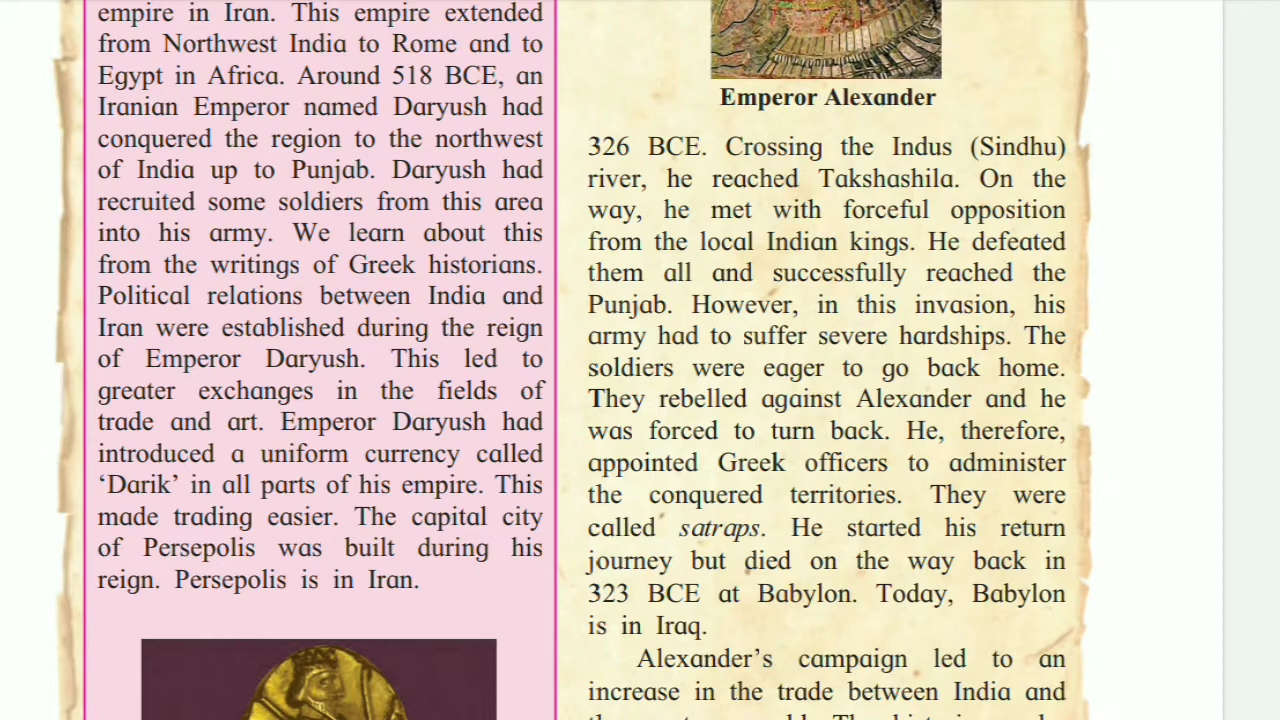 empire in Iran. This empire extended
from Northwest India to Rome and to
Egypt in Africa. Around 518 BCE, an
Iranian Emperor named Daryush had
conquered the region to the northwest
of India up to Punjab. Daryush had
recruited some soldiers from this area
into his army. We learn about this
from the writings of Greek historians.
Political relations between India and
Iran were established during the reign
of Emperor Daryush. This led to
greater exchanges in the fields of
trade and art. Emperor Daryush had
introduced a uniform currency called
‘Darik’ in all parts of his empire. This
made trading easier. The capital city
of Persepolis was built during his
reign. Persepolis is in Iran.
Emperor Alexander
326 BCE. Crossing the Indus (Sindhu)
river, he reached Takshashila. On the
way, he met with forceful opposition
from the local Indian kings. He defeated
them all and successfully reached the
Punjab. However, in this invasion, his
army had to suffer severe hardships. The
soldiers were eager to go back home.
They rebelled against Alexander and he
was forced to turn back. He, therefore,
appointed Greek officers to administer
the conquered territories. They were
called satraps. He started his return
journey but died on the way back in
323 BCE at Babylon. Today, Babylon
is in Iraq.
Alexander’s campaign led to an
increase in the trade between India and